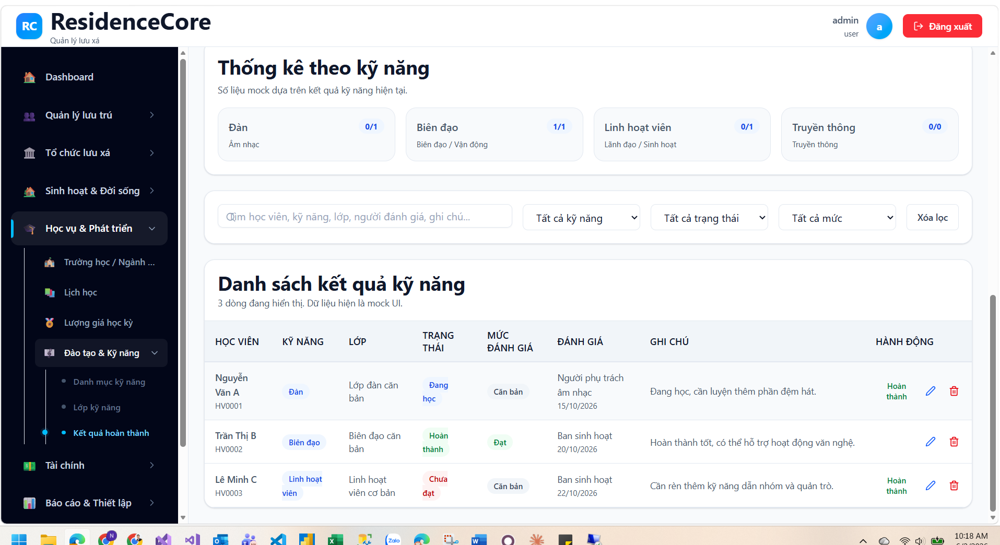 RC
ResidenceCore
Quản lý lưu xá
admin
user
a
Đăng xuất
Dashboard
Quản lý lưu trú
Tổ chức lưu xá
Sinh hoạt & Đời sống
Học vụ & Phát triển
Trường học / Ngành ...
Lịch học
Lượng giá học kỳ
Đào tạo & Kỹ năng
Danh mục kỹ năng
Lớp kỹ năng
Kết quả hoàn thành
Tài chính
Báo cáo & Thiết lập
Thống kê theo kỹ năng
Số liệu mock dựa trên kết quả kỹ năng hiện tại.
Đàn 0/1
Âm nhạc
Biên đạo 1/1
Biên đạo / Vận động
Linh hoạt viên 0/1
Lãnh đạo / Sinh hoạt
Truyền thông 0/0
Truyền thông
Tìm học viên, kỹ năng, lớp, người đánh giá, ghi chú...
Tất cả kỹ năng
Tất cả trạng thái
Tất cả mức
Xóa lọc
Danh sách kết quả kỹ năng
3 dòng đang hiển thị. Dữ liệu hiện là mock UI.
HỌC VIÊN
KỸ NĂNG
LỚP
TRẠNG
THÁI
MỨC
ĐÁNH GIÁ
ĐÁNH GIÁ
GHI CHÚ
HÀNH ĐỘNG
Nguyễn
Văn A
HV0001
Đàn
Lớp đàn căn
bản
Đang
học
Căn bản
Người phụ trách
âm nhạc
15/10/2026
Đang học, cần luyện thêm phần đệm hát.
Hoàn
thành
Trần Thị B
HV0002
Biên đạo
Biên đạo căn
bản
Hoàn
thành
Đạt
Ban sinh hoạt
20/10/2026
Hoàn thành tốt, có thể hỗ trợ hoạt động văn nghệ.
Lê Minh C
HV0003
Linh hoạt
viên
Linh hoạt
viên cơ bản
Chưa
đạt
Căn bản
Ban sinh hoạt
22/10/2026
Cần rèn thêm kỹ năng dẫn nhóm và quản trò.
Hoàn
thành
N
Zalo
10:18 AM